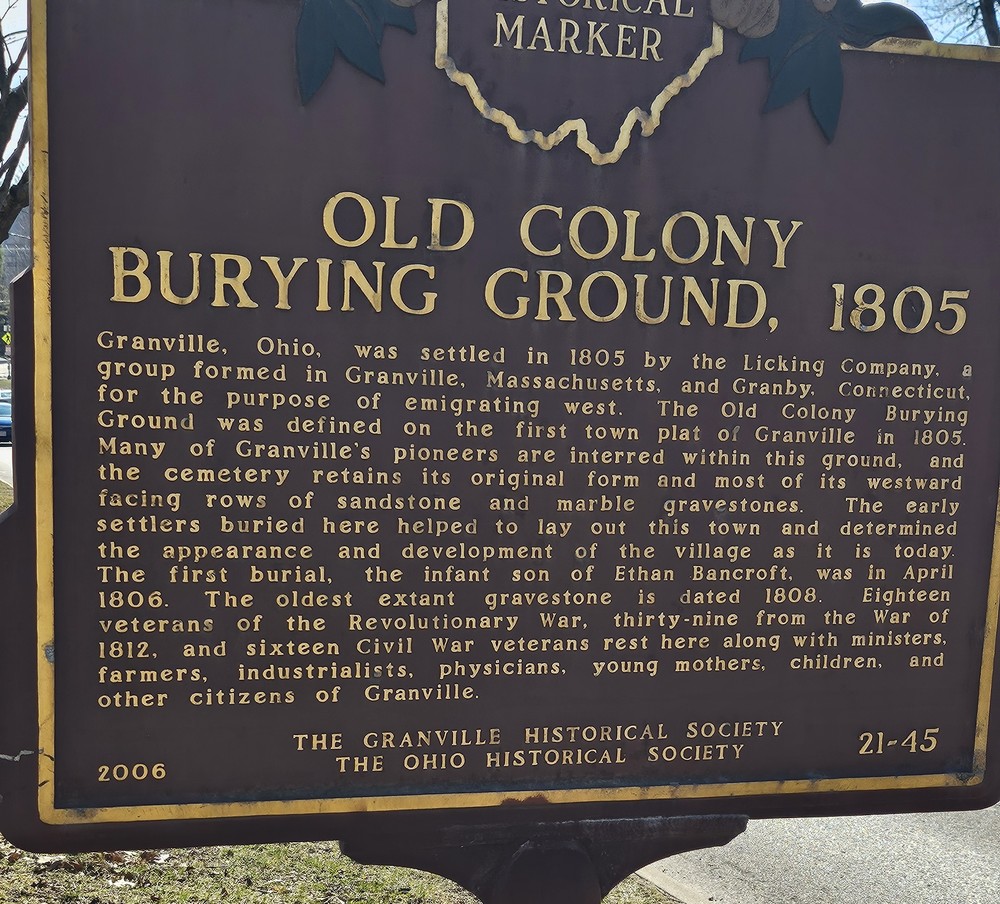 HISTORICAL
MARKER
OLD COLONY
BURYING GROUND, 1805
Granville, Ohio, was settled in 1805 by the Licking Company, a
group formed in Granville, Massachusetts, and Granby, Connecticut,
for the purpose of emigrating west. The Old Colony Burying
Ground was defined on the first town plat of Granville in 1805.
Many of Granville's pioneers are interred within this ground, and
the cemetery retains its original form and most of its westward
facing rows of sandstone and marble gravestones. The early
settlers buried here helped to lay out this town and determined
the appearance and development of the village as it is today.
The first burial, the infant son of Ethan Bancroft, was in April
1806. The oldest extant gravestone is dated 1808. Eighteen
veterans of the Revolutionary War, thirty-nine from the War of
1812, and sixteen Civil War veterans rest here along with ministers,
farmers, industrialists, physicians, young mothers, children, and
other citizens of Granville.
THE GRANVILLE HISTORICAL SOCIETY
THE OHIO HISTORICAL SOCIETY
21-45
2006